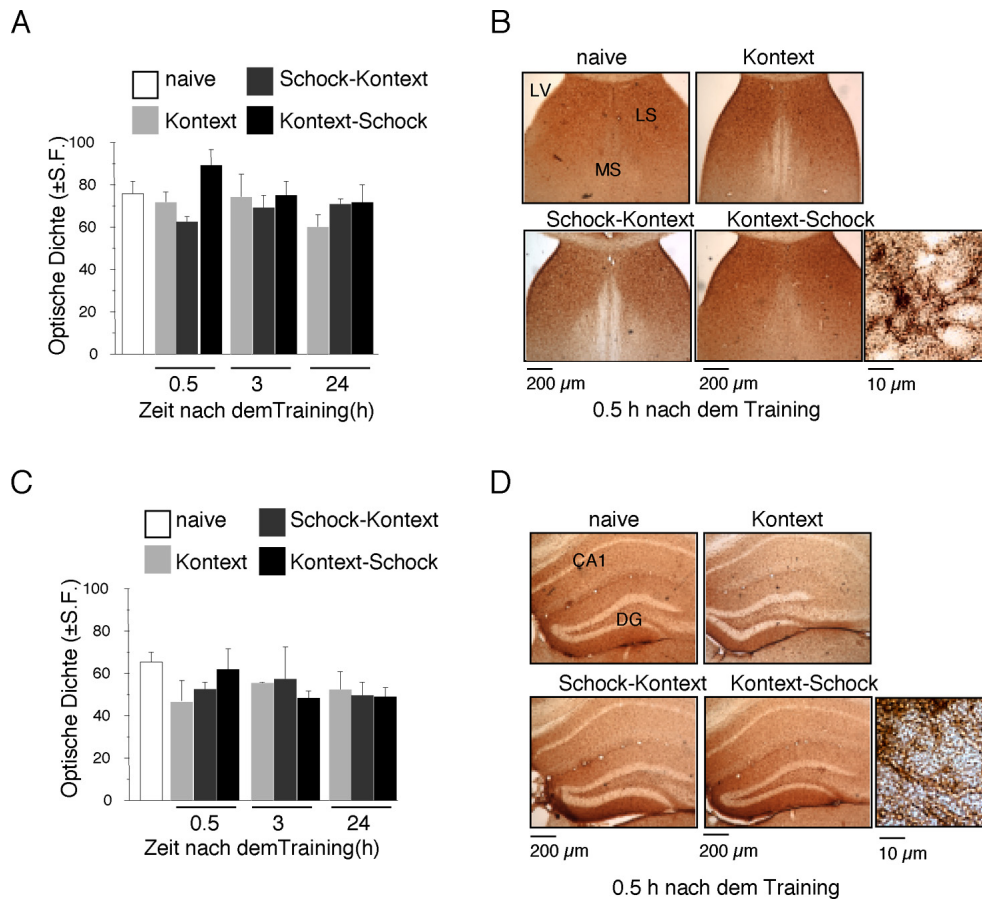 A
naive
Schock-Kontext
Kontext
Kontext-Schock
Optische Dichte (±S.F.)
100
80
60
40
20
0
0.5
3
24
Zeit nach demTraining(h)
B
naive
Kontext
LV
LS
MS
Schock-Kontext
Kontext-Schock
200 µm
200 µm
10 µm
0.5 h nach dem Training
C
naive
Schock-Kontext
Kontext
Kontext-Schock
Optische Dichte (±S.F.)
100
80
60
40
20
0
0.5
3
24
Zeit nach demTraining(h)
D
naive
Kontext
CA1
DG
Schock-Kontext
Kontext-Schock
200 µm
200 µm
10 µm
0.5 h nach dem Training